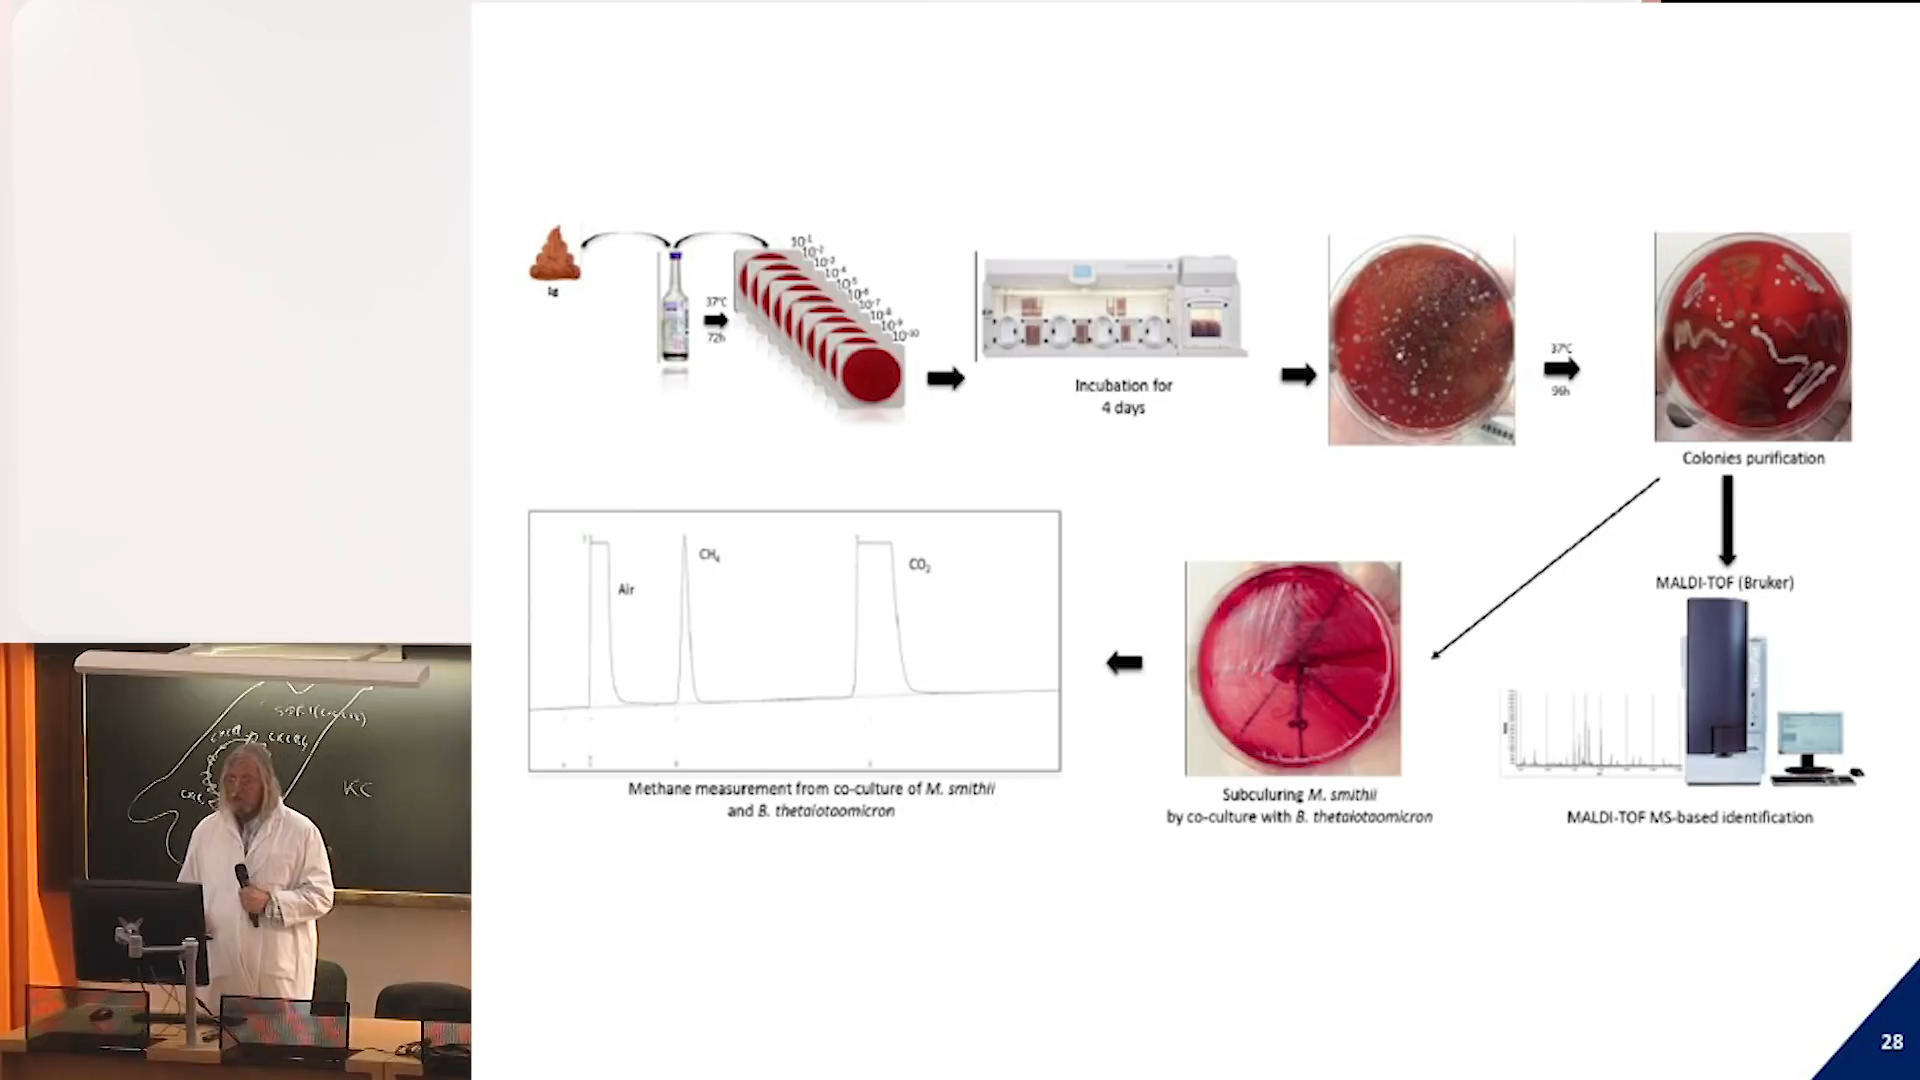 1g
37°C
72h
10-1
10-2
10-3
10-4
10-5
10-6
10-7
10-8
10-9
10-10
Incubation for
4 days
37°C
96h
Colonies purification
MALDI-TOF (Bruker)
MALDI-TOF MS-based identification
Subculuring M. smithii
by co-culture with B. thetaiotaomicron
Air
CH4
CO2
Methane measurement from co-culture of M. smithii
and B. thetaiotaomicron
KC
28